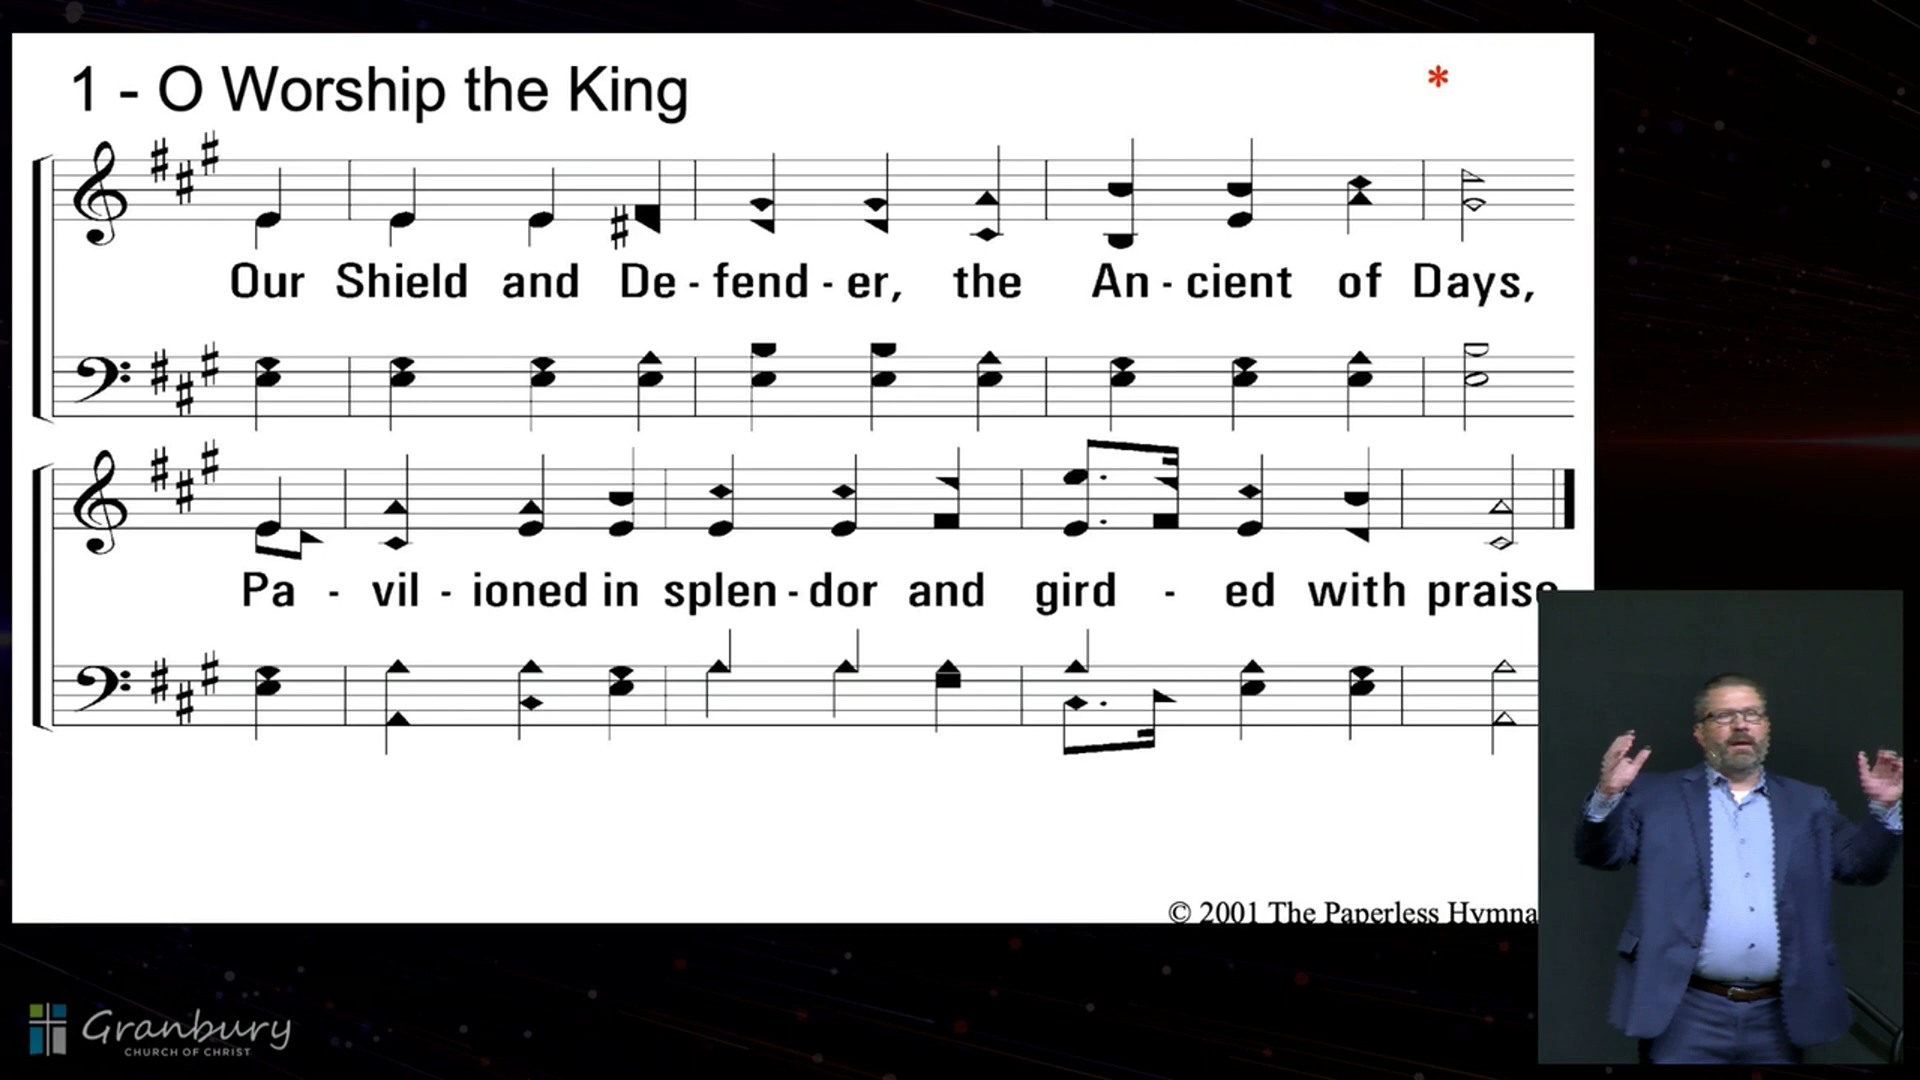 1 - O Worship the King
*
Our Shield and De - fend - er, the An - cient of Days,
Pa - vil - ioned in splen - dor and gird - ed with praise
© 2001 The Paperless Hymna
Granbury
CHURCH OF CHRIST